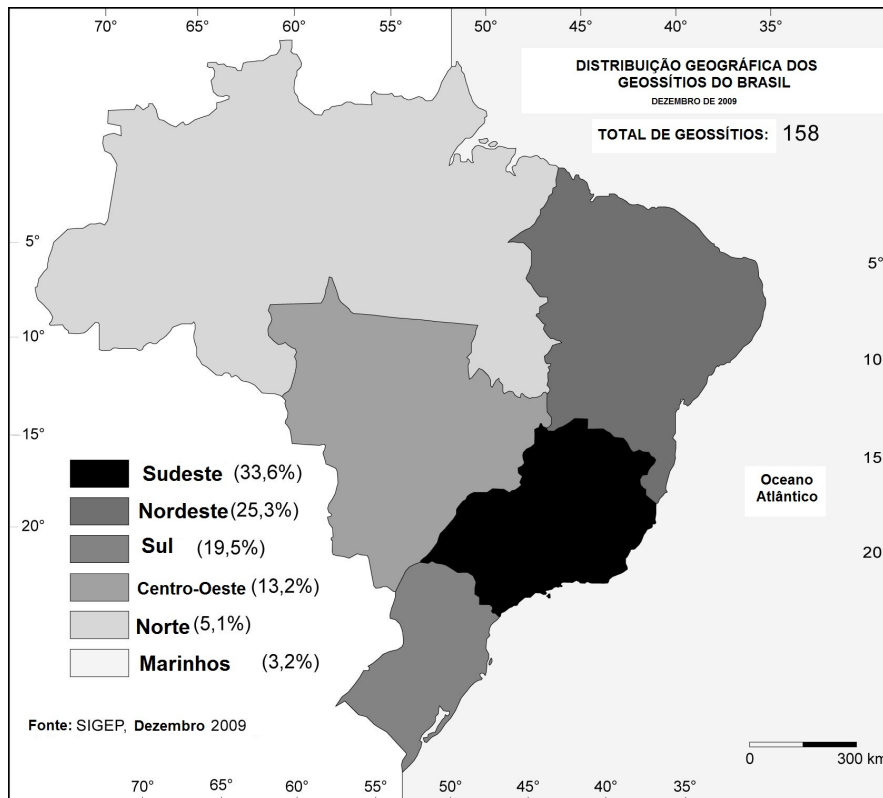 70° 65° 60° 55° 50° 45° 40° 35°
DISTRIBUIÇÃO GEOGRÁFICA DOS
GEOSSÍTIOS DO BRASIL
DEZEMBRO DE 2009
TOTAL DE GEOSSÍTIOS: 158
5°
5°
10°
10°
15°
15°
20°
20°
Oceano
Atlântico
Sudeste (33,6%)
Nordeste (25,3%)
Sul (19,5%)
Centro-Oeste (13,2%)
Norte (5,1%)
Marinhos (3,2%)
Fonte: SIGEP, Dezembro 2009
0 300 km
70° 65° 60° 55° 50° 45° 40° 35°